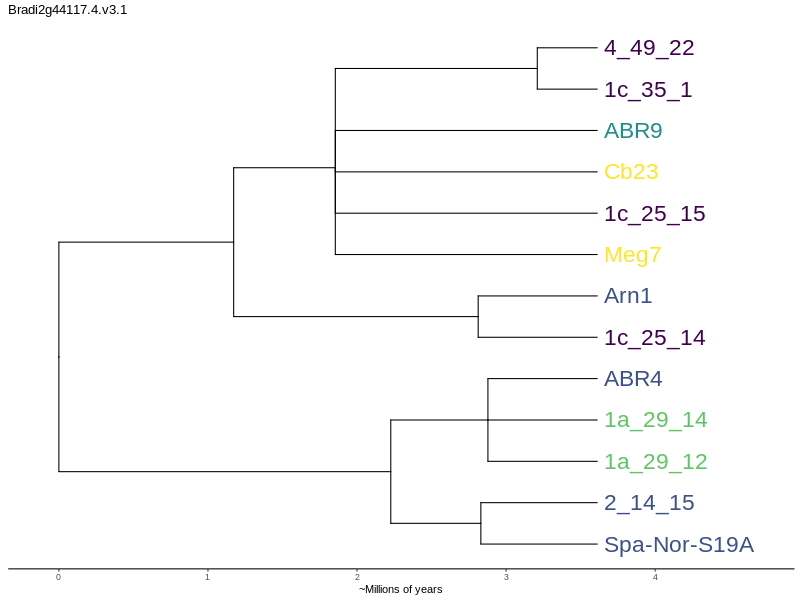 Bradi2g44117.4.v3.1
4_49_22
1c_35_1
ABR9
Cb23
1c_25_15
Meg7
Arn1
1c_25_14
ABR4
1a_29_14
1a_29_12
2_14_15
Spa-Nor-S19A
0 1 2 3 4
~Millions of years